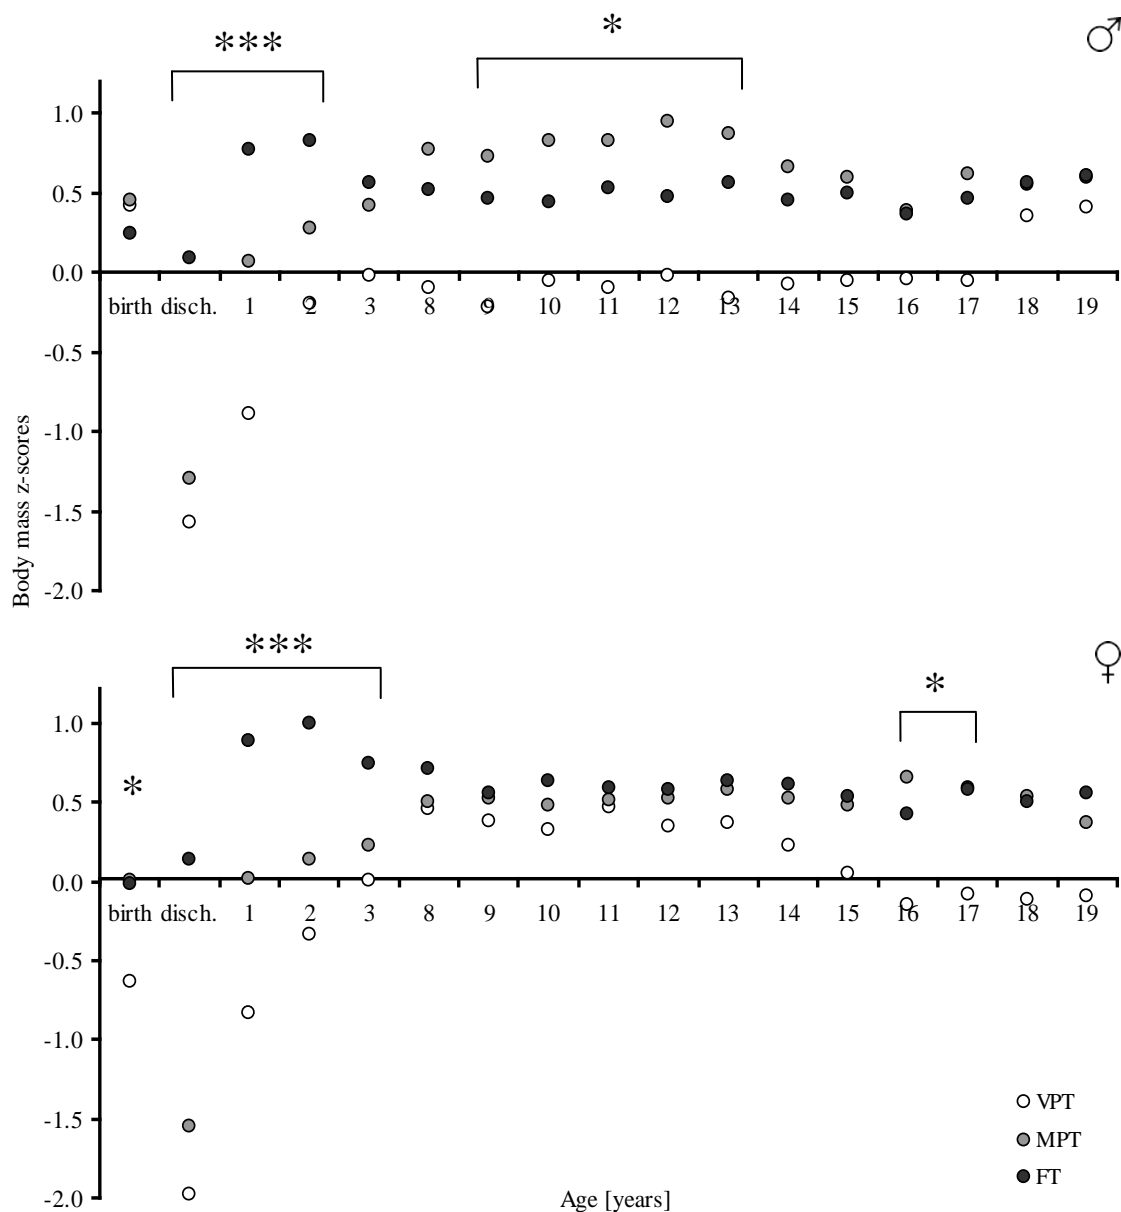 ♂
*** *
1.0
0.5
0.0
birth disch. 1 2 3 8 9 10 11 12 13 14 15 16 17 18 19
-0.5
-1.0
-1.5
-2.0
Body mass z-scores
♀
*** *
1.0
*
0.5
0.0
birth disch. 1 2 3 8 9 10 11 12 13 14 15 16 17 18 19
-0.5
-1.0
-1.5
-2.0
VPT
MPT
FT
Age [years]